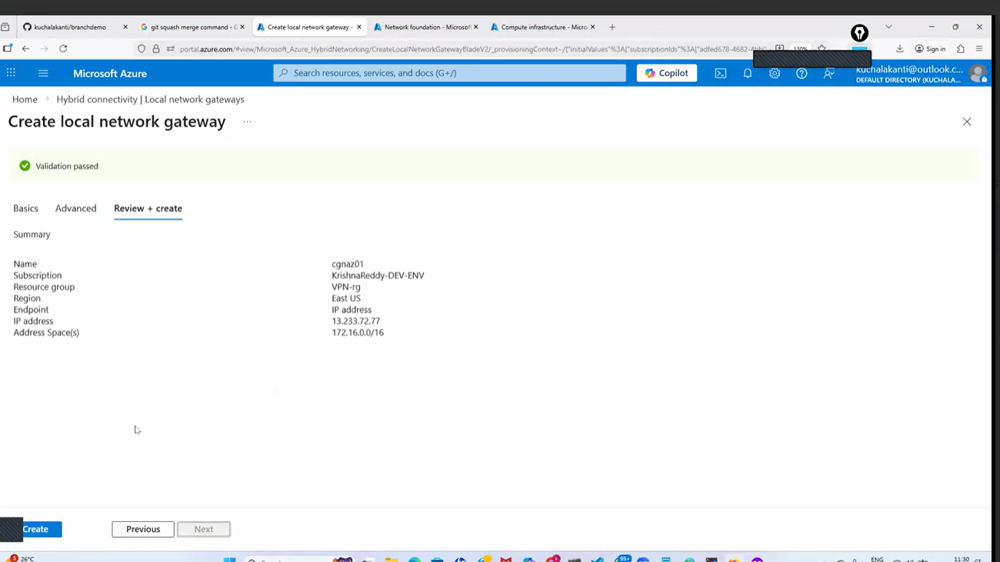 kuchalakanti/branchdemo
git squash merge command - G
Create local network gateway -
Network foundation - Microsof
Compute infrastructure - Micro
portal.azure.com/#view/Microsoft_Azure_HybridNetworking/CreateLocalNetworkGatewayBladeV2/_provisioningContext~/{"initialValues"%3A{"subscriptionIds"%3A["adfed678-4682-4bb
130%
Sign in
Microsoft Azure
Search resources, services, and docs (G+/)
Copilot
kuchalakanti@outlook.c...
DEFAULT DIRECTORY (KUCHALA...
Home > Hybrid connectivity | Local network gateways
Create local network gateway ...
Validation passed
Basics Advanced Review + create
Summary
Name cgnaz01
Subscription KrishnaReddy-DEV-ENV
Resource group VPN-rg
Region East US
Endpoint IP address
IP address 13.233.72.77
Address Space(s) 172.16.0.0/16
Create Previous Next
5 26°C
99+
ENG
11:30